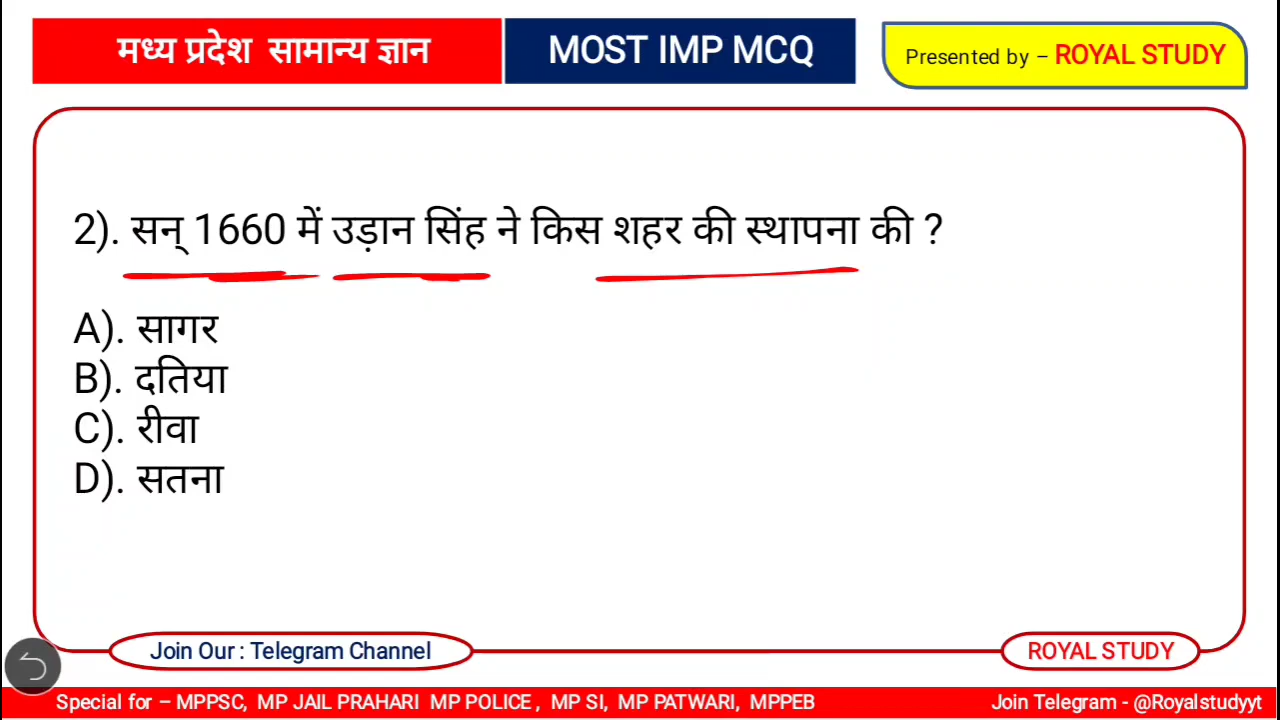 मध्य प्रदेश सामान्य ज्ञान
MOST IMP MCQ
Presented by – ROYAL STUDY
2). सन् 1660 में उड़ान सिंह ने किस शहर की स्थापना की ?
A). सागर
B). दतिया
C). रीवा
D). सतना
Join Our : Telegram Channel
ROYAL STUDY
Special for – MPPSC, MP JAIL PRAHARI MP POLICE , MP SI, MP PATWARI, MPPEB
Join Telegram - @Royalstudyyt